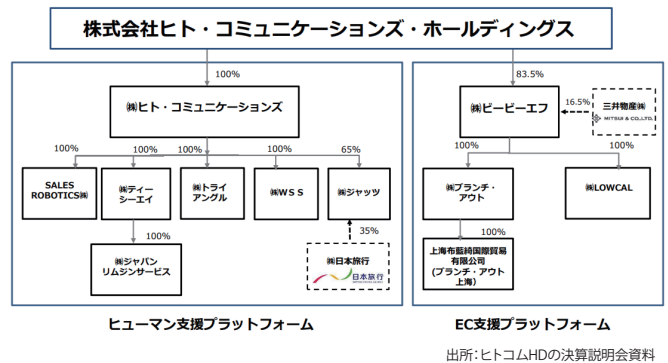 株式会社ヒト・コミュニケーションズ・ホールディングス
100%
83.5%
㈱ヒト・コミュニケーションズ
㈱ビービーエフ
16.5%
三井物産㈱
MITSUI & CO.,LTD.
100%
100%
100%
100%
65%
100%
100%
SALES
ROBOTICS㈱
㈱ティー
シーエイ
㈱トライ
アングル
㈱WSS
㈱ジャッツ
㈱ブランチ・
アウト
㈱LOWCAL
100%
35%
100%
㈱ジャパン
リムジンサービス
㈱日本旅行
日本旅行
上海布藍綺国際貿易
有限公司
(ブランチ・アウト
上海)
ヒューマン支援プラットフォーム
EC支援プラットフォーム
出所:ヒトコムHDの決算説明会資料